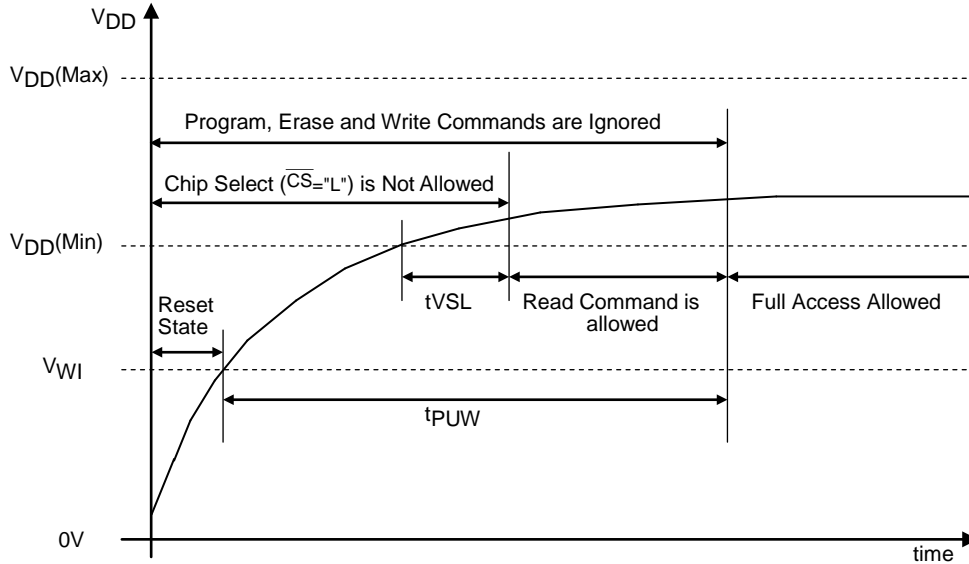 VDD
VDD(Max)
Program, Erase and Write Commands are Ignored
Chip Select (CS="L") is Not Allowed
VDD(Min)
tVSL
Read Command is
allowed
Full Access Allowed
Reset
State
VWI
tPUW
0V
time